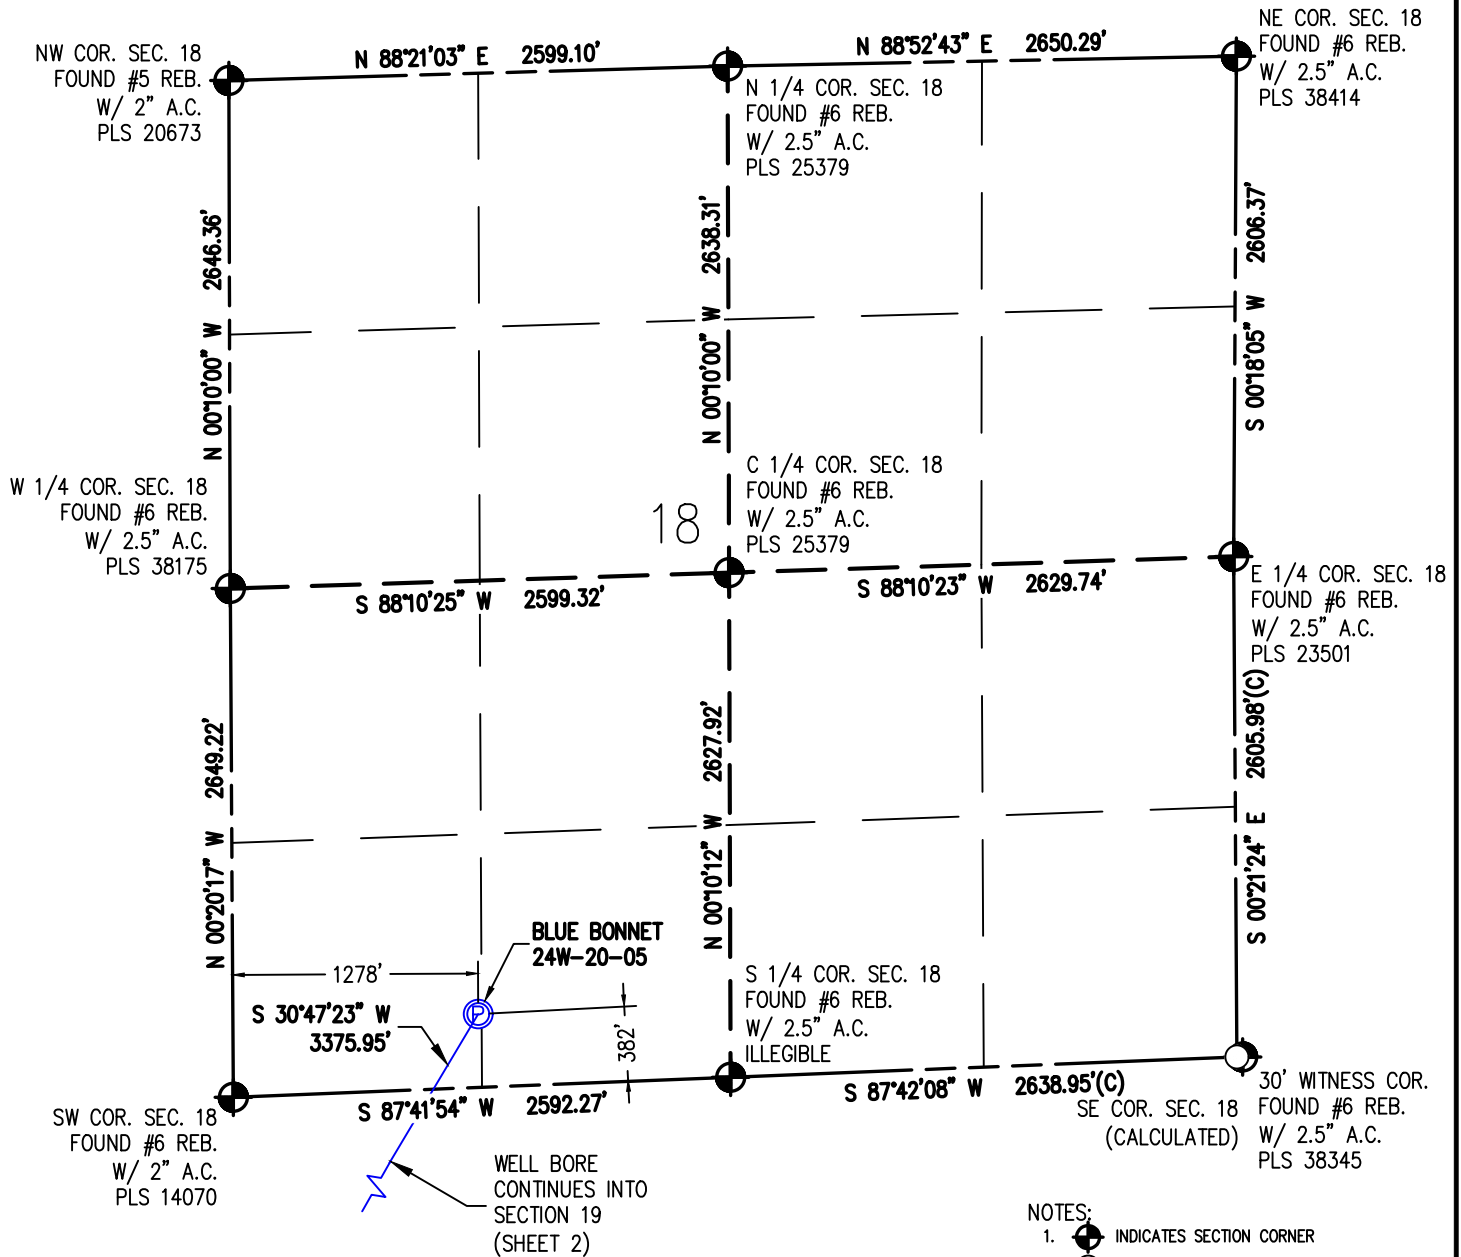 NW COR. SEC. 18
FOUND #5 REB.
W/ 2" A.C.
PLS 20673
N 88°21'03" E 2599.10'
N 88°52'43" E 2650.29'
NE COR. SEC. 18
FOUND #6 REB.
W/ 2.5" A.C.
PLS 38414
N 1/4 COR. SEC. 18
FOUND #6 REB.
W/ 2.5" A.C.
PLS 25379
N 00°10'00" W 2646.36'
N 00°10'00" W 2638.31'
S 00°18'05" W 2606.37'
W 1/4 COR. SEC. 18
FOUND #6 REB.
W/ 2.5" A.C.
PLS 38175
18
C 1/4 COR. SEC. 18
FOUND #6 REB.
W/ 2.5" A.C.
PLS 25379
S 88°10'25" W 2599.32'
S 88°10'23" W 2629.74'
E 1/4 COR. SEC. 18
FOUND #6 REB.
W/ 2.5" A.C.
PLS 23501
N 00°20'17" W 2649.22'
N 00°10'12" W 2627.92'
S 00°21'24" E 2605.98'(C)
BLUE BONNET
24W-20-05
1278'
P
382'
S 30°47'23" W
3375.95'
S 1/4 COR. SEC. 18
FOUND #6 REB.
W/ 2.5" A.C.
ILLEGIBLE
S 87°41'54" W 2592.27'
S 87°42'08" W 2638.95'(C)
SW COR. SEC. 18
FOUND #6 REB.
W/ 2" A.C.
PLS 14070
SE COR. SEC. 18
(CALCULATED)
30' WITNESS COR.
FOUND #6 REB.
W/ 2.5" A.C.
PLS 38345
WELL BORE
CONTINUES INTO
SECTION 19
(SHEET 2)
NOTES:
1. INDICATES SECTION CORNER